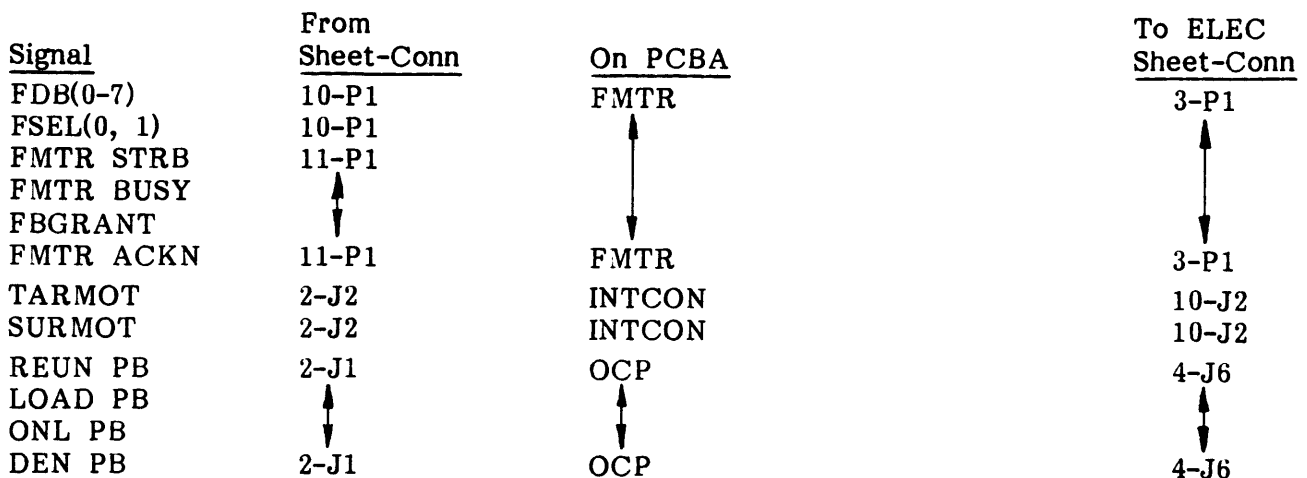 From To ELEC
Signal Sheet-Conn On PCBA Sheet-Conn
FDB(0-7) 10-P1 FMTR 3-P1
FSEL(0, 1) 10-P1
FMTR STRB 11-P1
FMTR BUSY
FBGRANT
FMTR ACKN 11-P1 FMTR 3-P1
TARMOT 2-J2 INTCON 10-J2
SURMOT 2-J2 INTCON 10-J2
REUN PB 2-J1 OCP 4-J6
LOAD PB
ONL PB
DEN PB 2-J1 OCP 4-J6